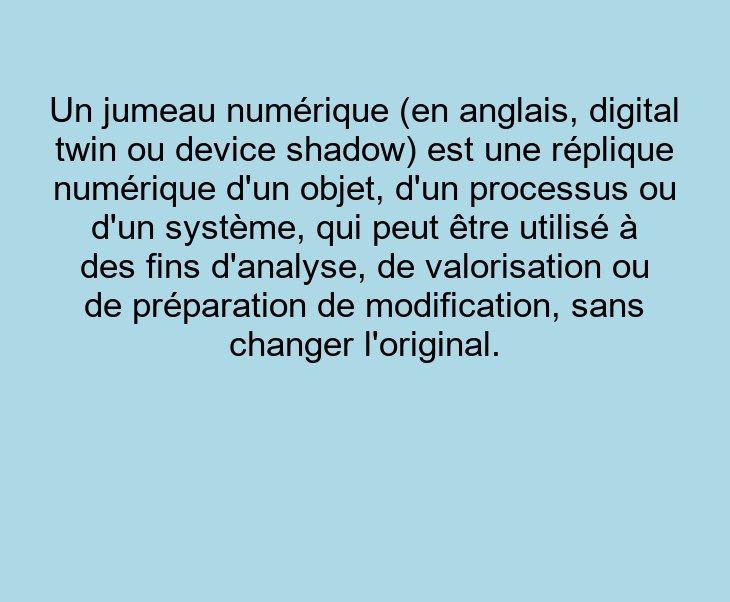 Un jumeau numérique (en anglais, digital
twin ou device shadow) est une réplique
numérique d'un objet, d'un processus ou
d'un système, qui peut être utilisé à
des fins d'analyse, de valorisation ou
de préparation de modification, sans
changer l'original.